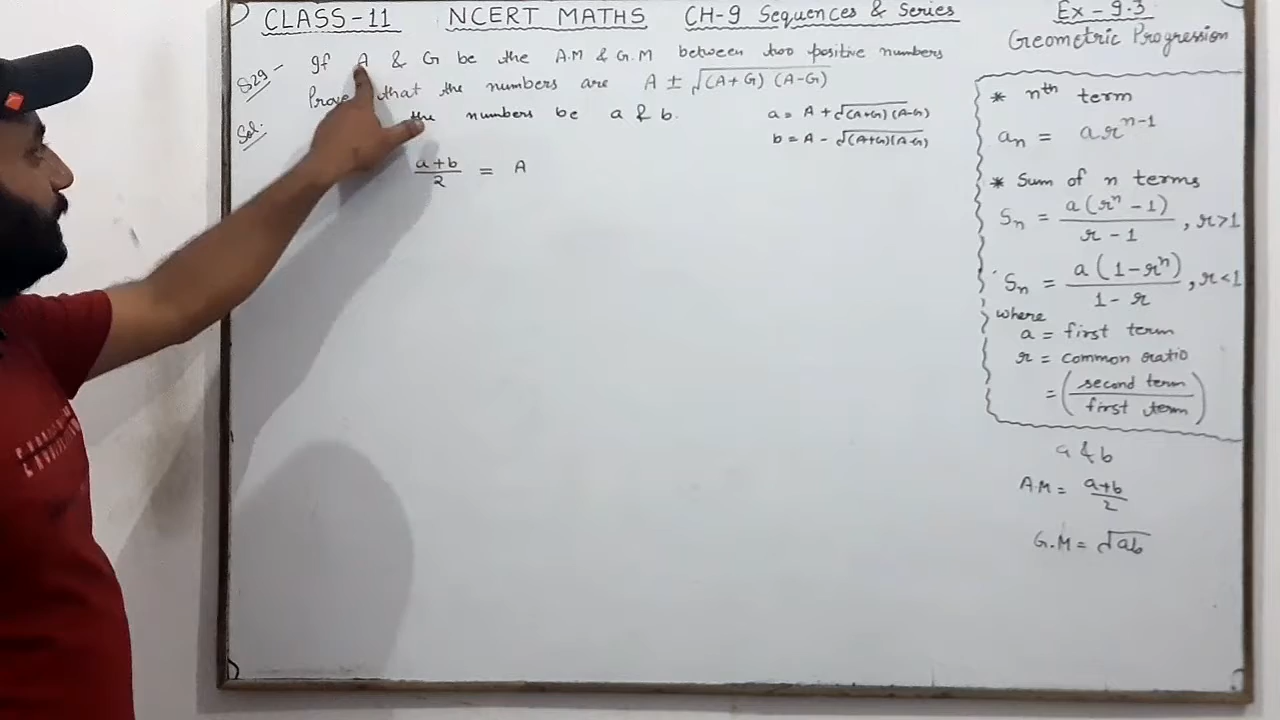 CLASS-11 NCERT MATHS CH-9 Sequences & Series Ex - 9.3
Geometric Progression
S29 - If A & G be the A.M & G.M between two positive numbers
Prove that the numbers are A ± √(A+G) (A-G)
Sol. the numbers be a & b.
a = A + √(A+G)(A-G)
b = A - √(A+G)(A-G)
a+b/2 = A
* nth term
aₙ = arⁿ⁻¹
* Sum of n terms
Sₙ = a(rⁿ - 1)/r - 1 , r>1
Sₙ = a(1-rⁿ)/1 - r , r<1
where
a = first term
r = common ratio
= (second term/first term)
a & b
A.M = a+b/2
G.M = √ab